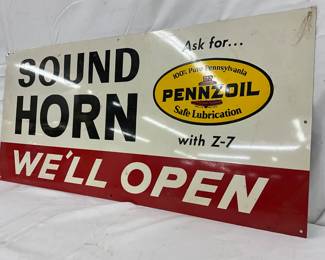 SOUND
HORN
Ask for...
100% Pure Pennsylvania
PENNZOIL
Safe Lubrication
with Z-7
WE'LL OPEN